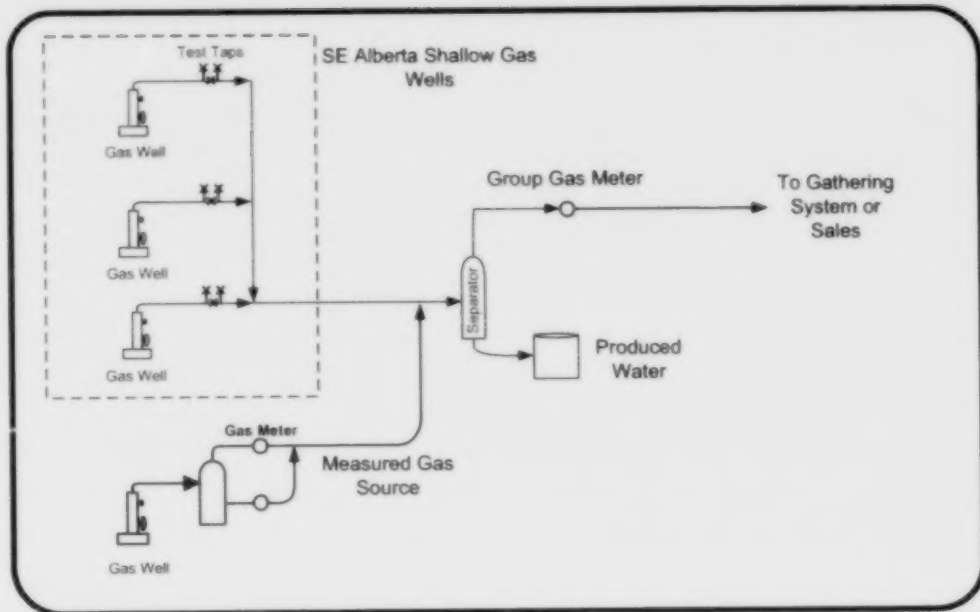 Test Taps
SE Alberta Shallow Gas
Wells
Gas Well
Gas Well
Gas Well
Group Gas Meter
To Gathering
System or
Sales
Separator
Produced
Water
Gas Meter
Measured Gas
Source
Gas Well